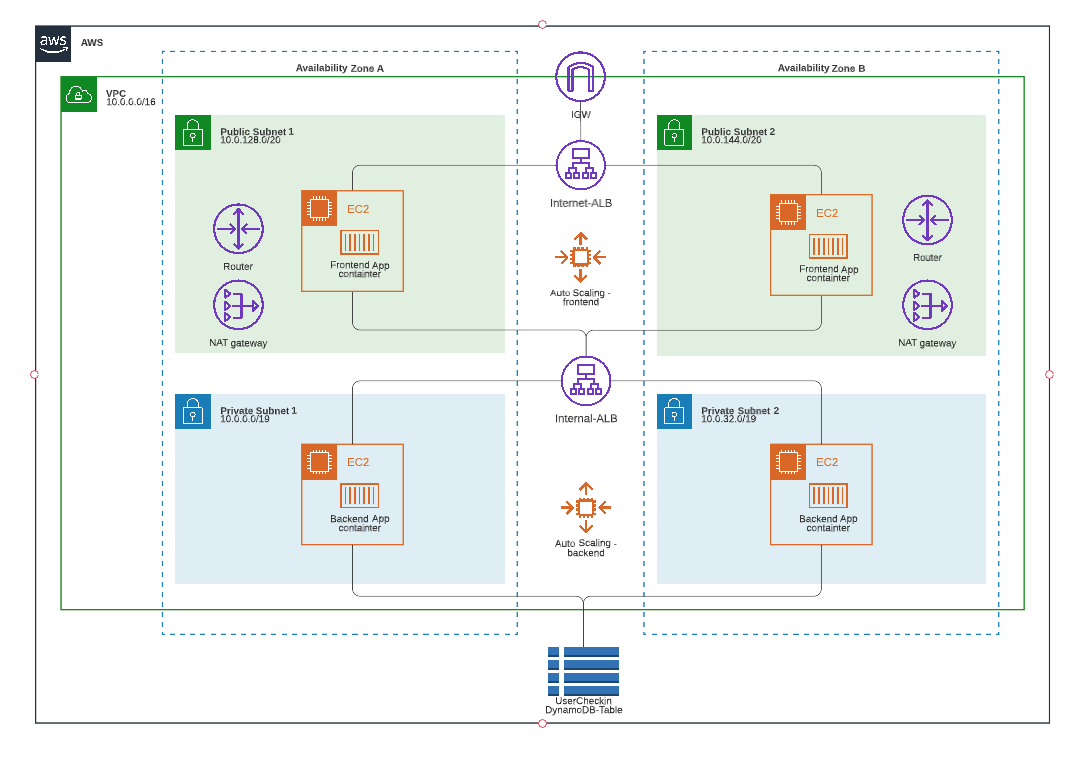 aws
AWS
Availability Zone A
Availability Zone B
VPC
10.0.0.0/16
IGW
Public Subnet 1
10.0.128.0/20
Public Subnet 2
10.0.144.0/20
Internet-ALB
EC2
Frontend App
containter
Router
NAT gateway
Auto Scaling -
frontend
EC2
Frontend App
containter
Router
NAT gateway
Internal-ALB
Private Subnet 1
10.0.0.0/19
Private Subnet 2
10.0.32.0/19
EC2
Backend App
containter
Auto Scaling -
backend
EC2
Backend App
containter
UserCheckin
DynamoDB-Table